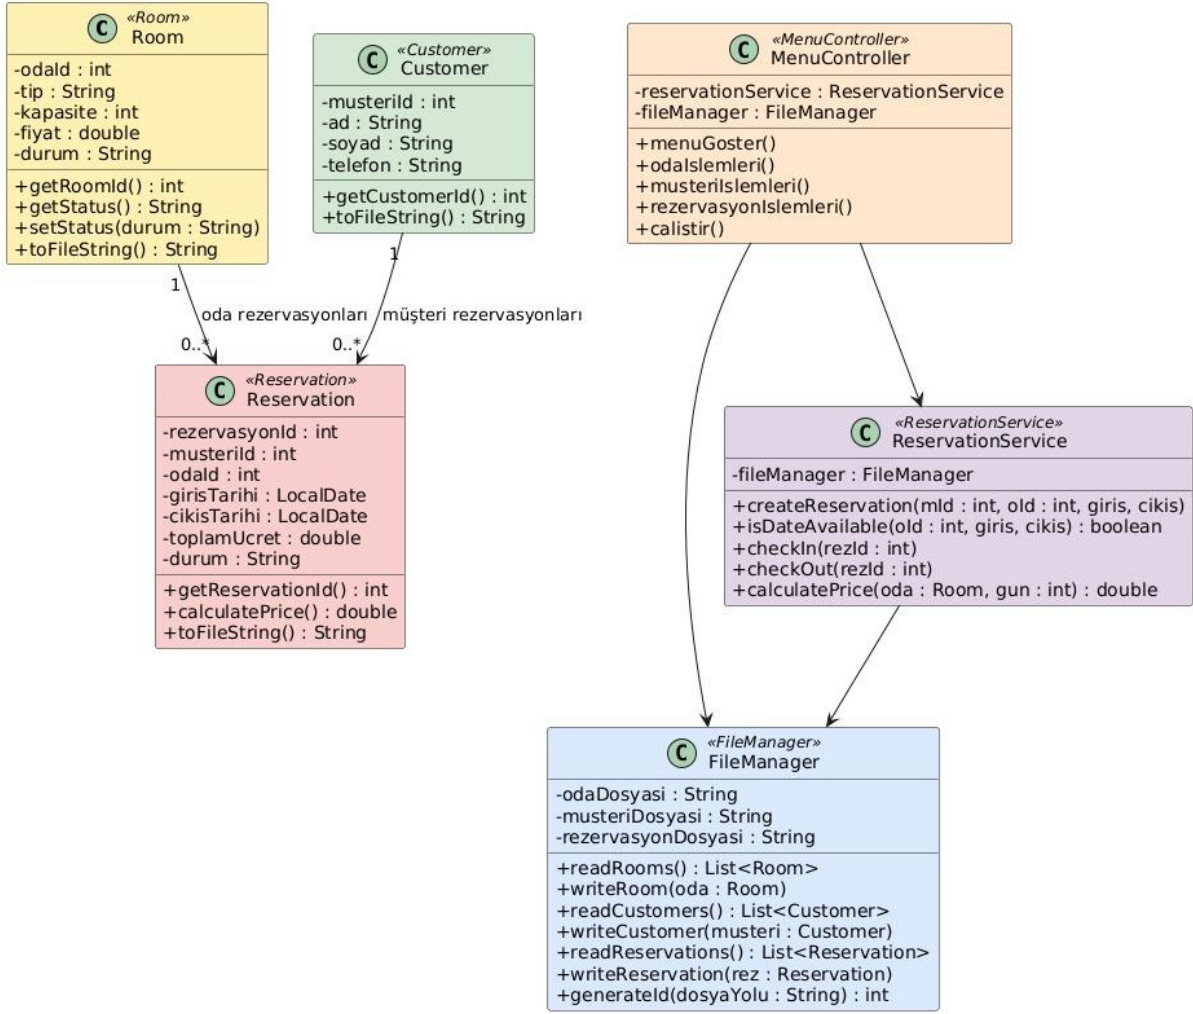 C «Room»
Room
-odaId : int
-tip : String
-kapasite : int
-fiyat : double
-durum : String
+getRoomId() : int
+getStatus() : String
+setStatus(durum : String)
+toFileString() : String
C «Customer»
Customer
-musteriId : int
-ad : String
-soyad : String
-telefon : String
+getCustomerId() : int
+toFileString() : String
C «MenuController»
MenuController
-reservationService : ReservationService
-fileManager : FileManager
+menuGoster()
+odaIslemleri()
+musteriIslemleri()
+rezervasyonIslemleri()
+calistir()
1
oda rezervasyonları
0..*
1
müşteri rezervasyonları
0..*
C «Reservation»
Reservation
-rezervasyonId : int
-musteriId : int
-odaId : int
-girisTarihi : LocalDate
-cikisTarihi : LocalDate
-toplamUcret : double
-durum : String
+getReservationId() : int
+calculatePrice() : double
+toFileString() : String
C «ReservationService»
ReservationService
-fileManager : FileManager
+createReservation(mId : int, oId : int, giris, cikis)
+isDateAvailable(oId : int, giris, cikis) : boolean
+checkIn(rezId : int)
+checkOut(rezId : int)
+calculatePrice(oda : Room, gun : int) : double
C «FileManager»
FileManager
-odaDosyasi : String
-musteriDosyasi : String
-rezervasyonDosyasi : String
+readRooms() : List<Room>
+writeRoom(oda : Room)
+readCustomers() : List<Customer>
+writeCustomer(musteri : Customer)
+readReservations() : List<Reservation>
+writeReservation(rez : Reservation)
+generateId(dosyaYolu : String) : int